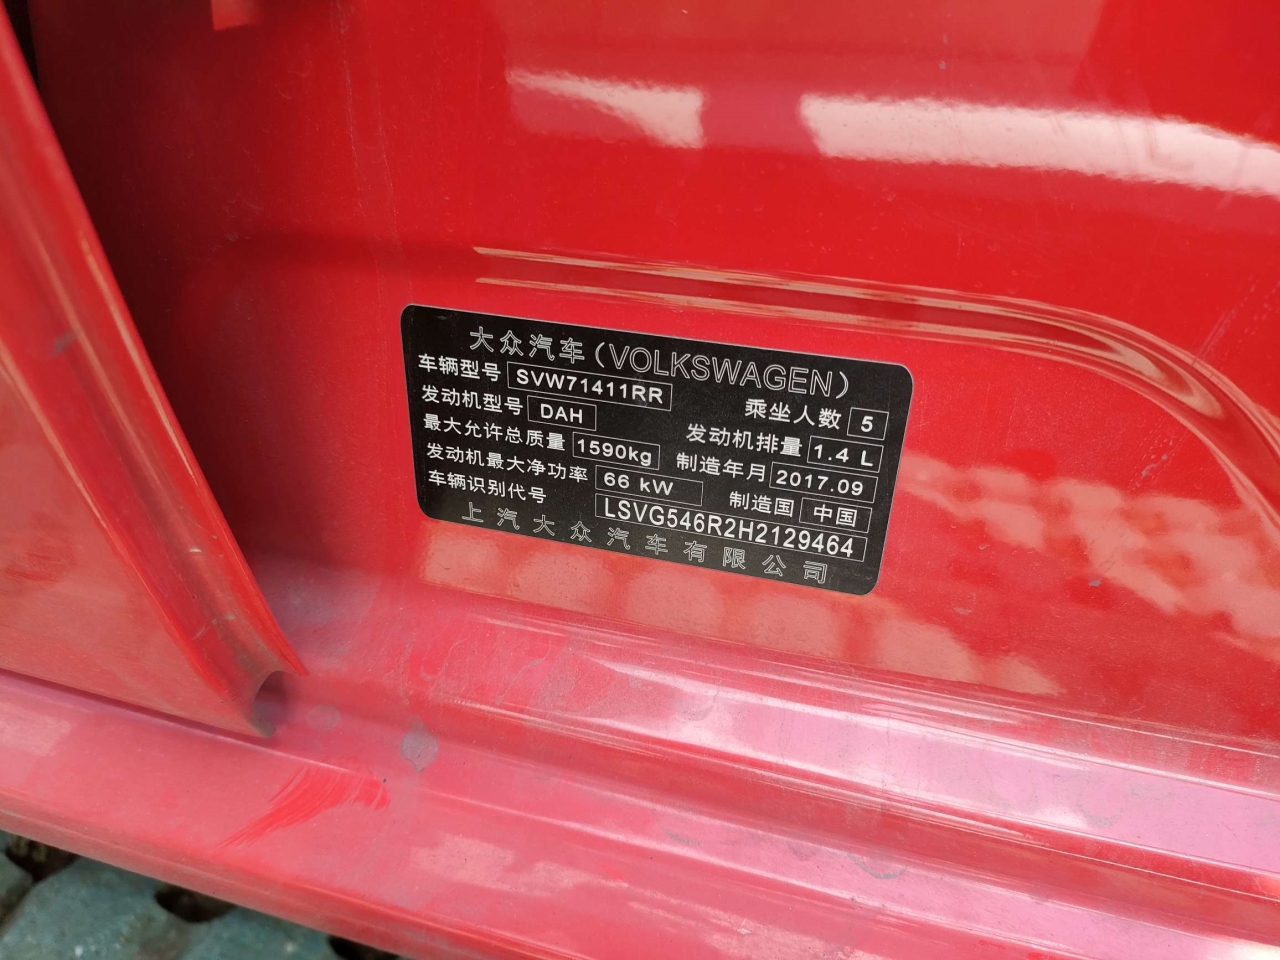 大众汽车(VOLKSWAGEN)
车辆型号 SVW71411RR 乘坐人数 5
发动机型号 DAH 发动机排量 1.4 L
最大允许总质量 1590kg 制造年月 2017.09
发动机最大净功率 66 kW 制造国 中国
车辆识别代号 LSVG546R2H2129464
上汽大众汽车有限公司